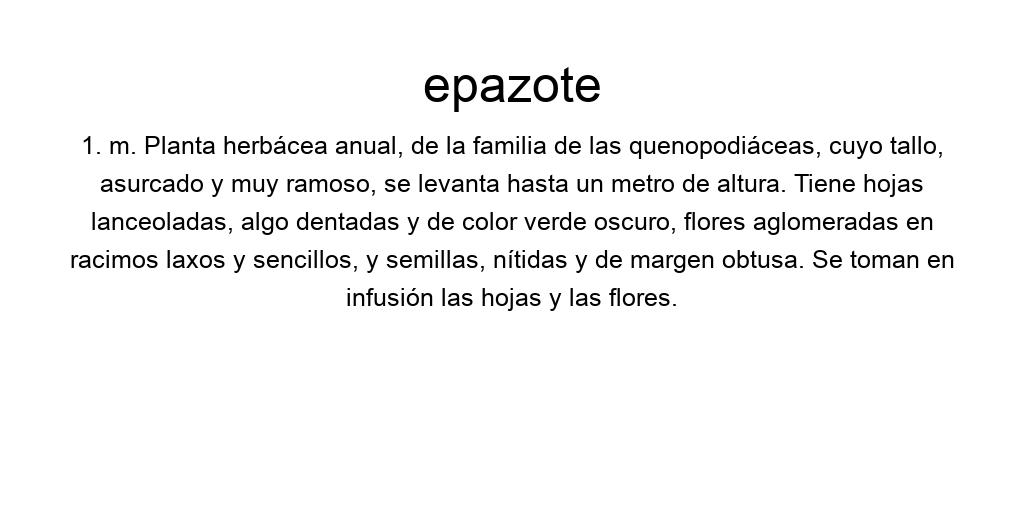 epazote
1. m. Planta herbácea anual, de la familia de las quenopodiáceas, cuyo tallo,
asurcado y muy ramoso, se levanta hasta un metro de altura. Tiene hojas
lanceoladas, algo dentadas y de color verde oscuro, flores aglomeradas en
racimos laxos y sencillos, y semillas, nítidas y de margen obtusa. Se toman en
infusión las hojas y las flores.